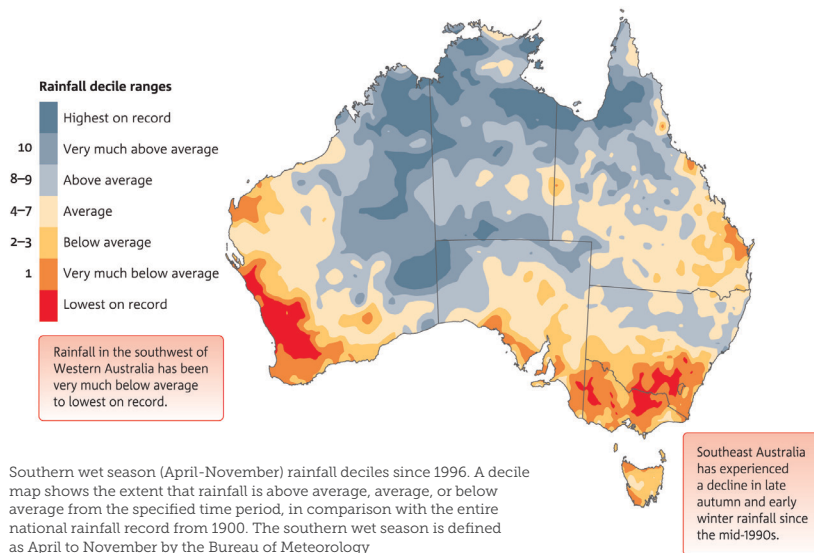 Rainfall decile ranges
Highest on record
10 Very much above average
8–9 Above average
4–7 Average
2–3 Below average
1 Very much below average
Lowest on record
Rainfall in the southwest of
Western Australia has been
very much below average
to lowest on record.
Southeast Australia
has experienced
a decline in late
autumn and early
winter rainfall since
the mid-1990s.
Southern wet season (April-November) rainfall deciles since 1996. A decile
map shows the extent that rainfall is above average, average, or below
average from the specified time period, in comparison with the entire
national rainfall record from 1900. The southern wet season is defined
as April to November by the Bureau of Meteorology